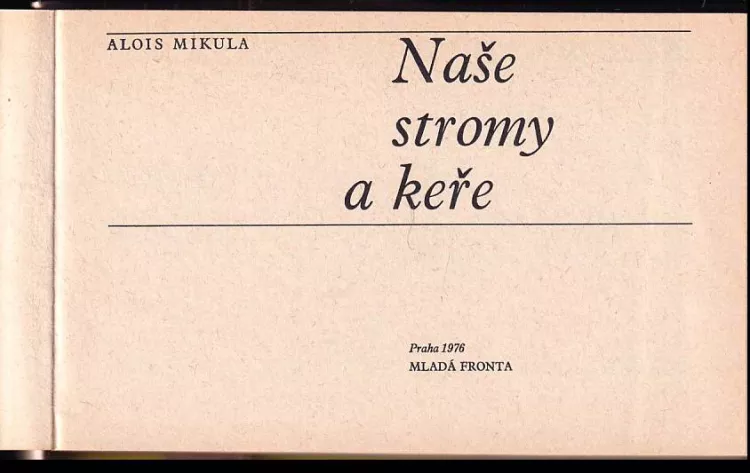 ALOIS MIKULA
Naše
stromy
a keře
Praha 1976
MLADÁ FRONTA